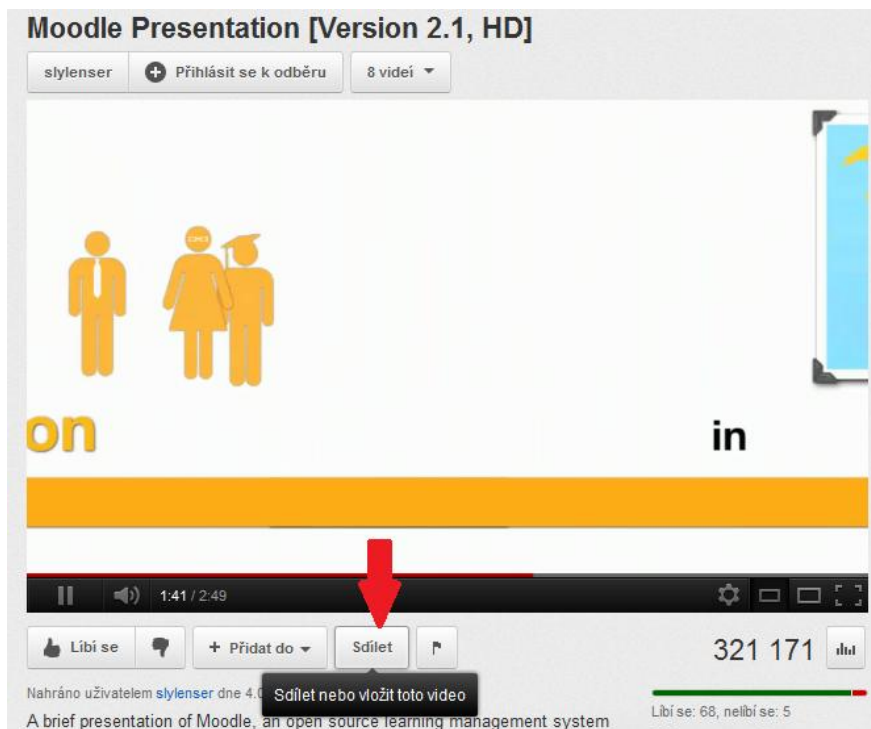 Moodle Presentation [Version 2.1, HD]
slylenser Přihlásit se k odběru 8 videí
on in
1:41 / 2:49
Líbí se + Přidat do Sdílet 321 171
Sdílet nebo vložit toto video
Nahráno uživatelem slylenser dne 4.
Líbí se: 68, nelíbí se: 5
A brief presentation of Moodle, an open source learning management system